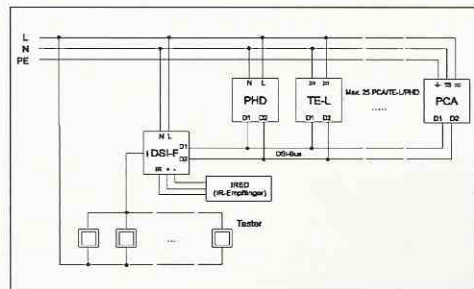 L
N
PE
N L
PHD
D1 D2
TE-L
D1 D2
Max. 25 PCA/TE-L/PHD
.....
PCA
D1 D2
N L
DSI-F
D1
D2
IR + -
DSI-Bus
IRED
(IR-Empfänger)
Taster
...